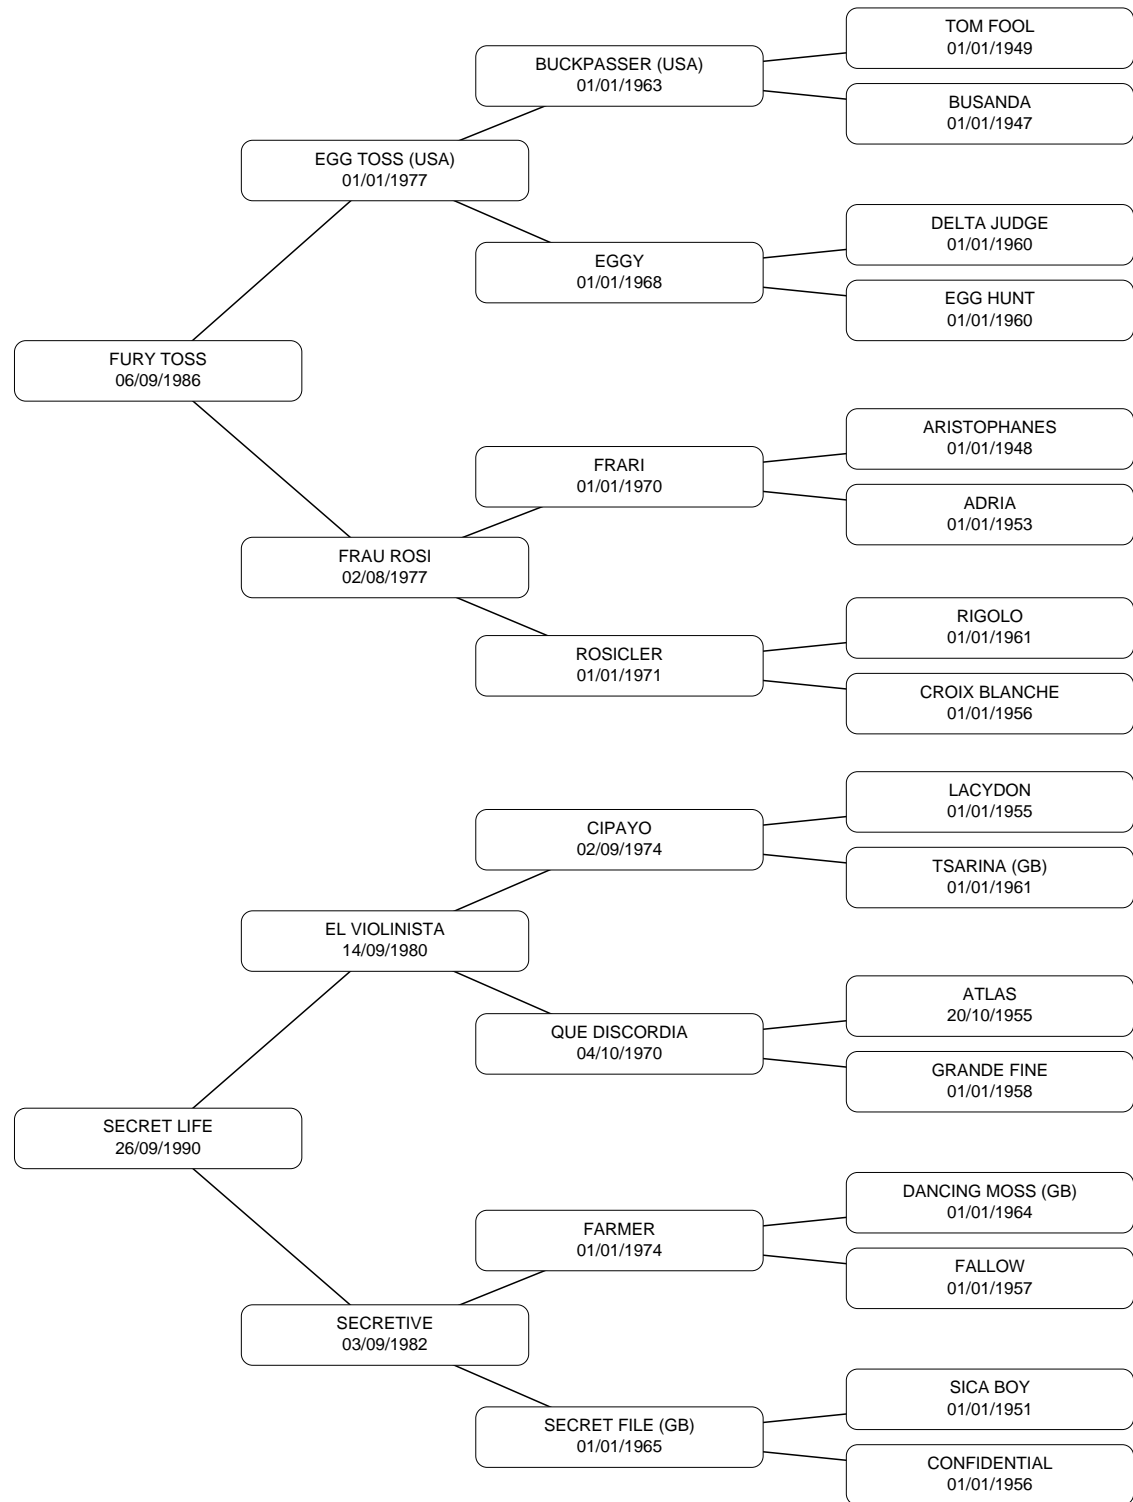 TOM FOOL
01/01/1949
BUCKPASSER (USA)
01/01/1963
BUSANDA
01/01/1947
EGG TOSS (USA)
01/01/1977
DELTA JUDGE
01/01/1960
EGGY
01/01/1968
EGG HUNT
01/01/1960
FURY TOSS
06/09/1986
ARISTOPHANES
01/01/1948
FRARI
01/01/1970
ADRIA
01/01/1953
FRAU ROSI
02/08/1977
RIGOLO
01/01/1961
ROSICLER
01/01/1971
CROIX BLANCHE
01/01/1956
LACYDON
01/01/1955
CIPAYO
02/09/1974
TSARINA (GB)
01/01/1961
EL VIOLINISTA
14/09/1980
ATLAS
20/10/1955
QUE DISCORDIA
04/10/1970
GRANDE FINE
01/01/1958
SECRET LIFE
26/09/1990
DANCING MOSS (GB)
01/01/1964
FARMER
01/01/1974
FALLOW
01/01/1957
SECRETIVE
03/09/1982
SICA BOY
01/01/1951
SECRET FILE (GB)
01/01/1965
CONFIDENTIAL
01/01/1956